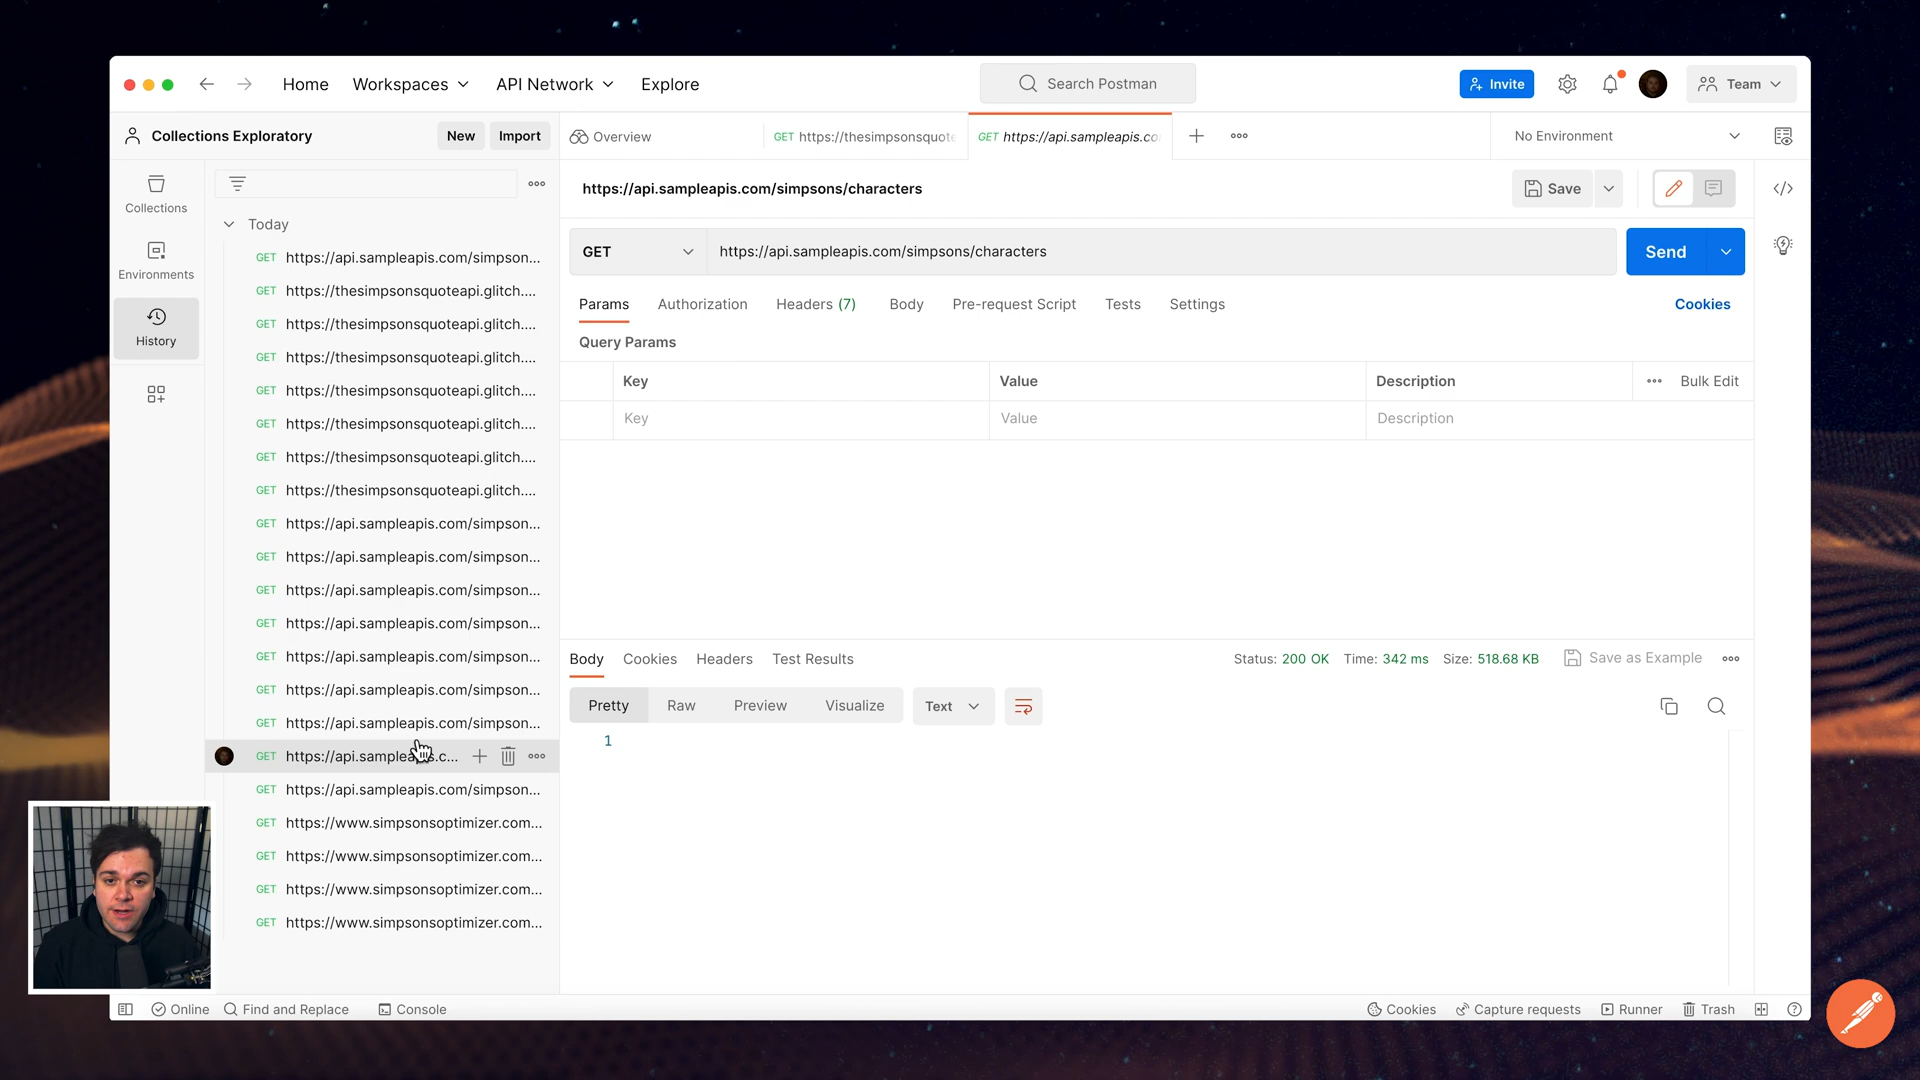 Home Workspaces API Network Explore
Search Postman
Invite
Team
Collections Exploratory New Import
Overview GET https://thesimpsonsquote GET https://api.sampleapis.co
No Environment
Collections
Environments
History
Today
GET https://api.sampleapis.com/simpson...
GET https://thesimpsonsquoteapi.glitch....
GET https://thesimpsonsquoteapi.glitch....
GET https://thesimpsonsquoteapi.glitch....
GET https://thesimpsonsquoteapi.glitch....
GET https://thesimpsonsquoteapi.glitch....
GET https://thesimpsonsquoteapi.glitch....
GET https://thesimpsonsquoteapi.glitch....
GET https://api.sampleapis.com/simpson...
GET https://api.sampleapis.com/simpson...
GET https://api.sampleapis.com/simpson...
GET https://api.sampleapis.com/simpson...
GET https://api.sampleapis.com/simpson...
GET https://api.sampleapis.com/simpson...
GET https://api.sampleapis.com/simpson...
GET https://api.sampleapis.c...
GET https://api.sampleapis.com/simpson...
GET https://www.simpsonsoptimizer.com...
GET https://www.simpsonsoptimizer.com...
GET https://www.simpsonsoptimizer.com...
GET https://www.simpsonsoptimizer.com...
https://api.sampleapis.com/simpsons/characters
Save
GET https://api.sampleapis.com/simpsons/characters Send
Params Authorization Headers (7) Body Pre-request Script Tests Settings Cookies
Query Params
Key Value Description Bulk Edit
Key Value Description
Body Cookies Headers Test Results Status: 200 OK Time: 342 ms Size: 518.68 KB Save as Example
Pretty Raw Preview Visualize Text
1
Online Find and Replace Console Cookies Capture requests Runner Trash